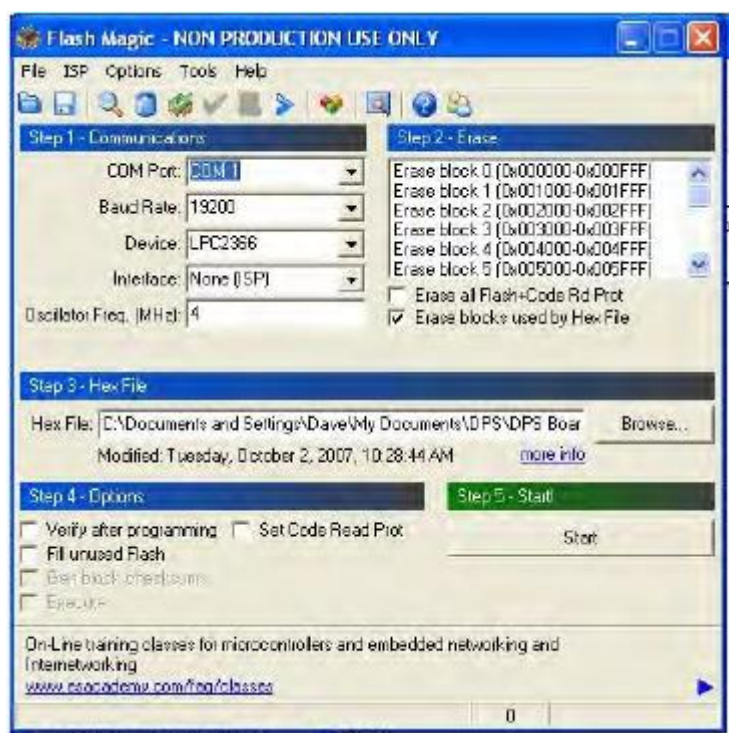 Flash Magic - NON PRODUCTION USE ONLY
File ISP Options Tools Help
Step 1 - Communications
COM Port: COM 1
Baud Rate: 19200
Device: LPC2366
Interface: None (ISP)
Oscillator Freq. (MHz): 4
Step 2 - Erase
Erase block 0 (0x000000-0x000FFF)
Erase block 1 (0x001000-0x001FFF)
Erase block 2 (0x002000-0x002FFF)
Erase block 3 (0x003000-0x003FFF)
Erase block 4 (0x004000-0x004FFF)
Erase block 5 (0x005000-0x005FFF)
Erase all Flash+Code Rd Prot
Erase blocks used by Hex File
Step 3 - Hex File
Hex File: C:\Documents and Settings\Dave\My Documents\DPS\DPS Boar Browse...
Modified: Tuesday, October 2, 2007, 10:28:44 AM more info
Step 4 - Options
Verify after programming Set Code Read Prot
Fill unused Flash
Gen block checksums
Execute
Step 5 - Start!
Start
On-Line training classes for microcontrollers and embedded networking and
Internetworking
www.esacademy.com/faq/classes
0